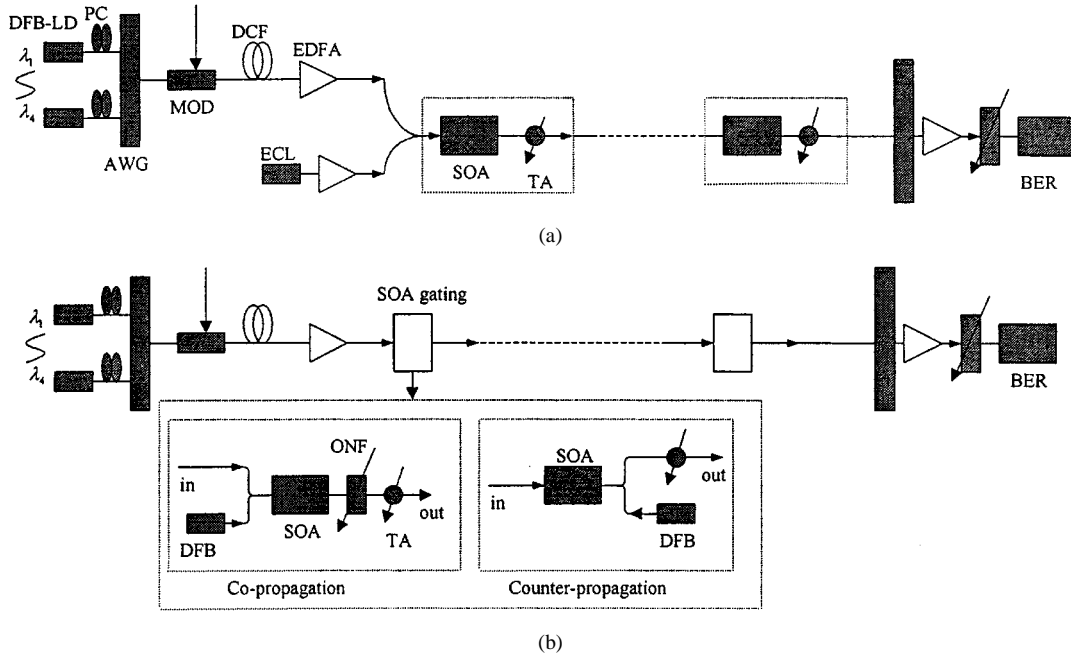 DFB-LD
PC
λ₁
λ₄
AWG
MOD
DCF
EDFA
ECL
SOA
TA
BER
(a)
λ₁
λ₄
SOA gating
BER
in
DFB
SOA
ONF
TA
out
Co-propagation
in
SOA
out
DFB
Counter-propagation
(b)